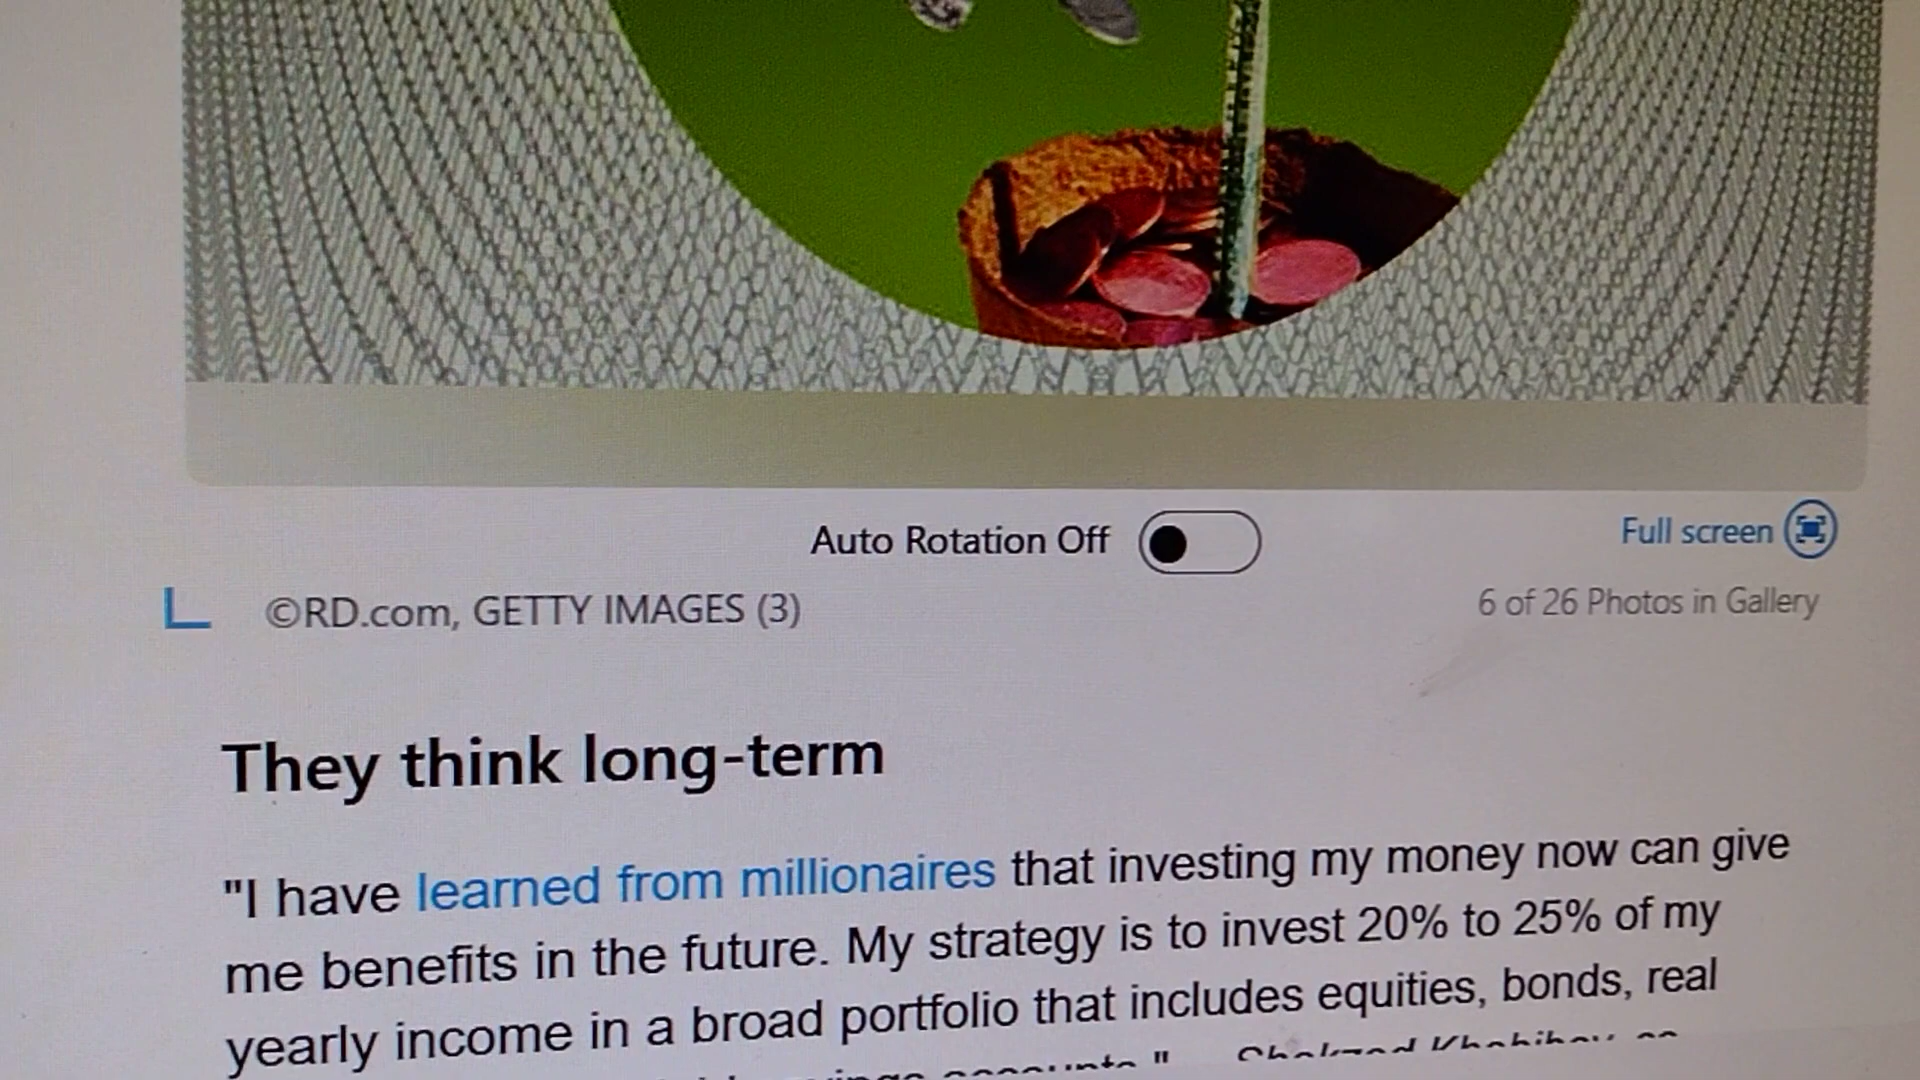 Auto Rotation Off
Full screen
©RD.com, GETTY IMAGES (3)
6 of 26 Photos in Gallery
They think long-term
"I have learned from millionaires that investing my money now can give
me benefits in the future. My strategy is to invest 20% to 25% of my
yearly income in a broad portfolio that includes equities, bonds, real